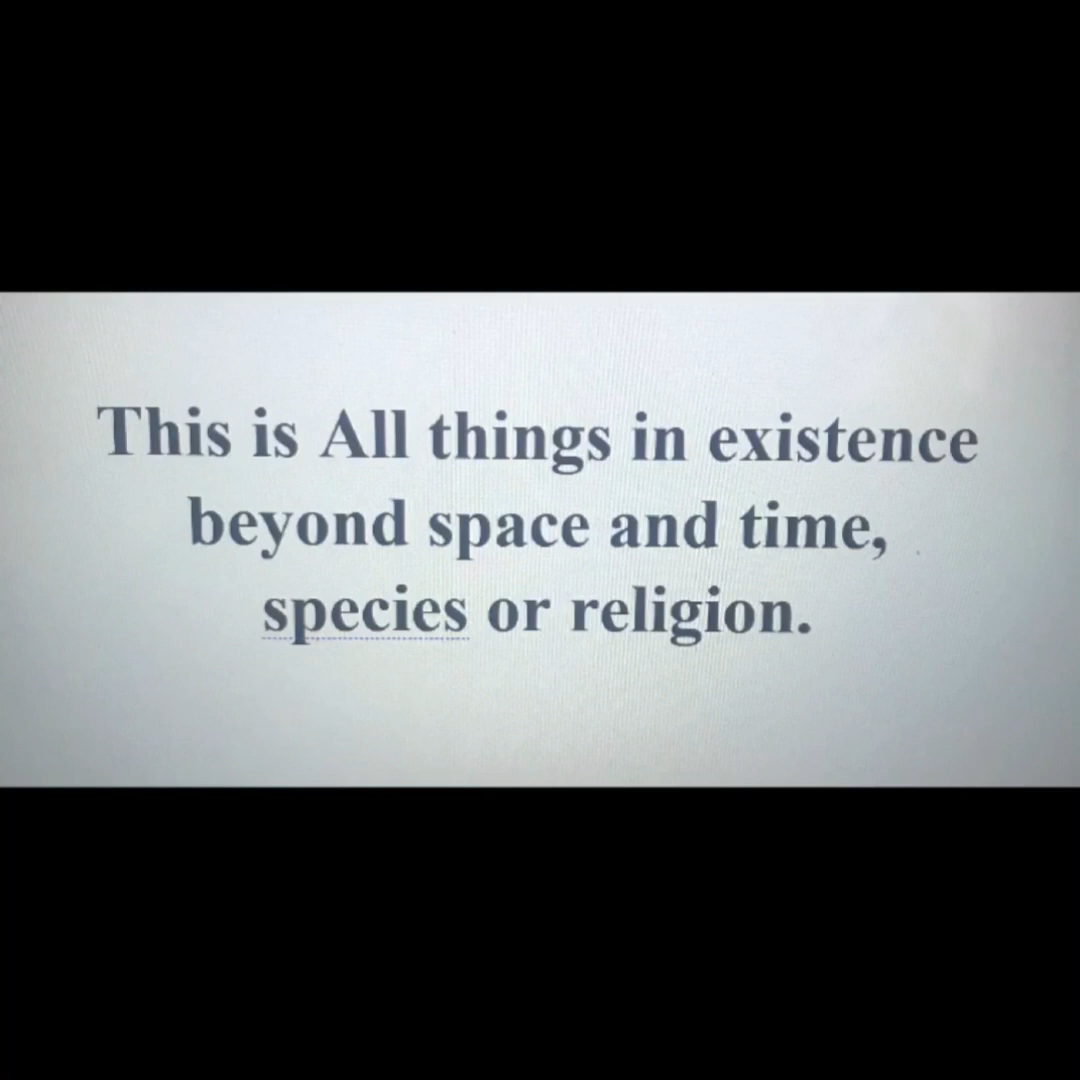 This is All things in existence
beyond space and time,
species or religion.